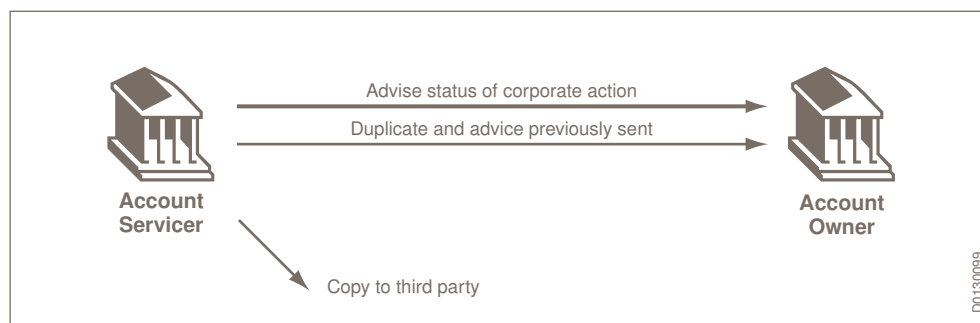 Advise status of corporate action
Duplicate and advice previously sent
Account
Servicer
Account
Owner
Copy to third party
D0130099